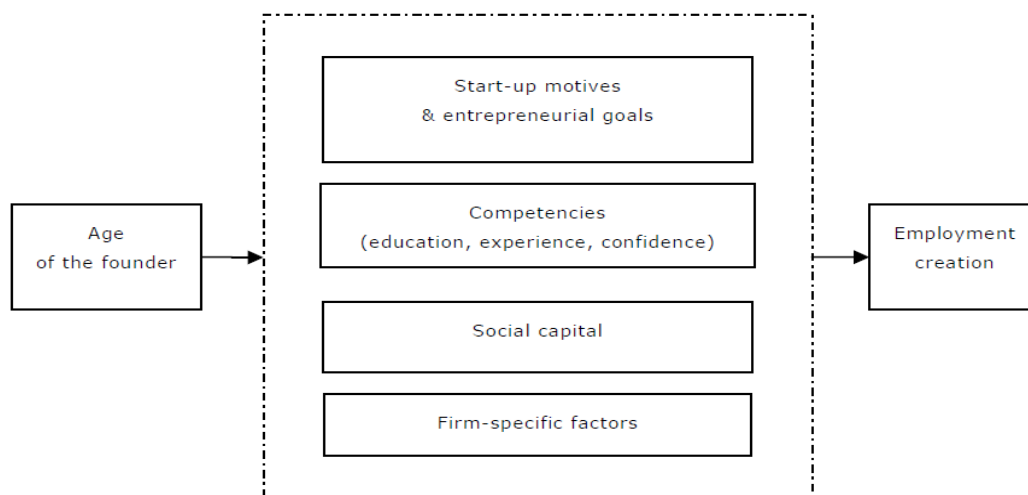 Start-up motives
& entrepreneurial goals
Competencies
(education, experience, confidence)
Age
of the founder
Employment
creation
Social capital
Firm-specific factors